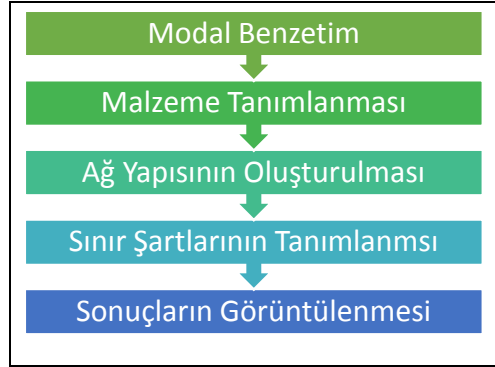 Modal Benzetim
Malzeme Tanımlanması
Ağ Yapısının Oluşturulması
Sınır Şartlarının Tanımlanmsı
Sonuçların Görüntülenmesi